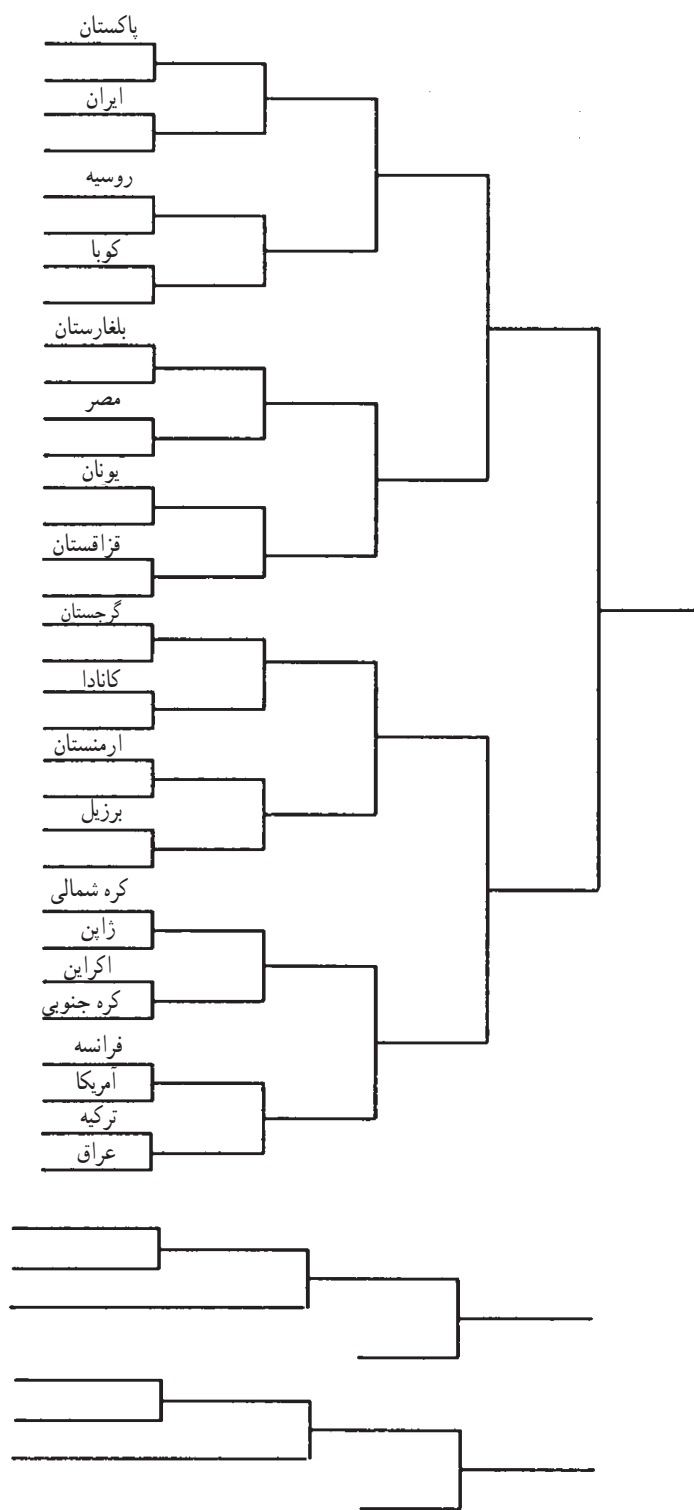 پاکستان
ایران
روسیه
کوبا
بلغارستان
مصر
یونان
قزاقستان
گرجستان
کانادا
ارمنستان
برزیل
کره شمالی
ژاپن
اکراین
کره جنوبی
فرانسه
آمریکا
ترکیه
عراق